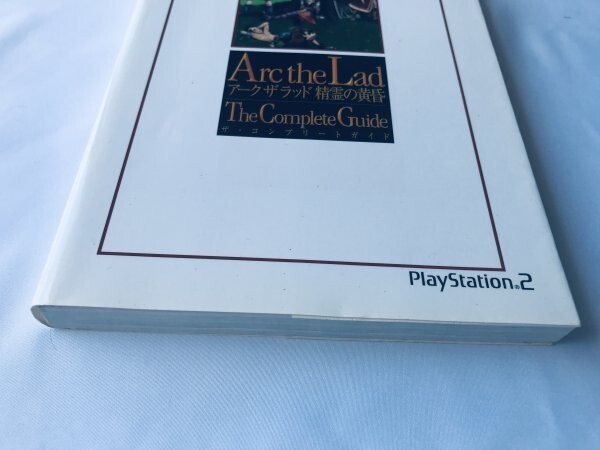 Arc the Lad
アーク ザ ラッド 精霊の黄昏
The Complete Guide
ザ・コンプリートガイド
PlayStation®2